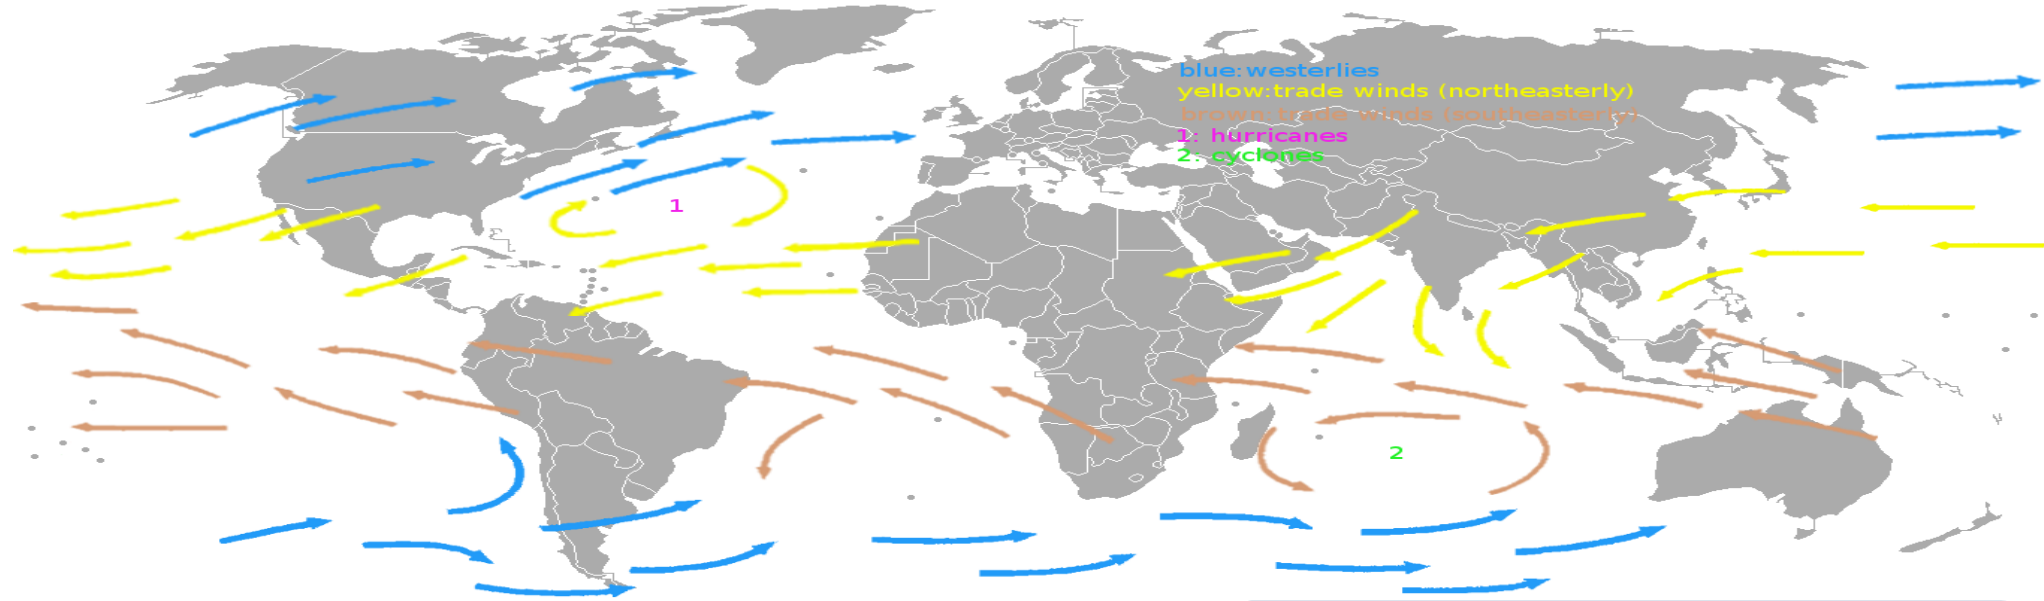 blue:westerlies
yellow:trade winds (northeasterly)
brown:trade winds (southeasterly)
1: hurricanes
2: cyclones
1
2